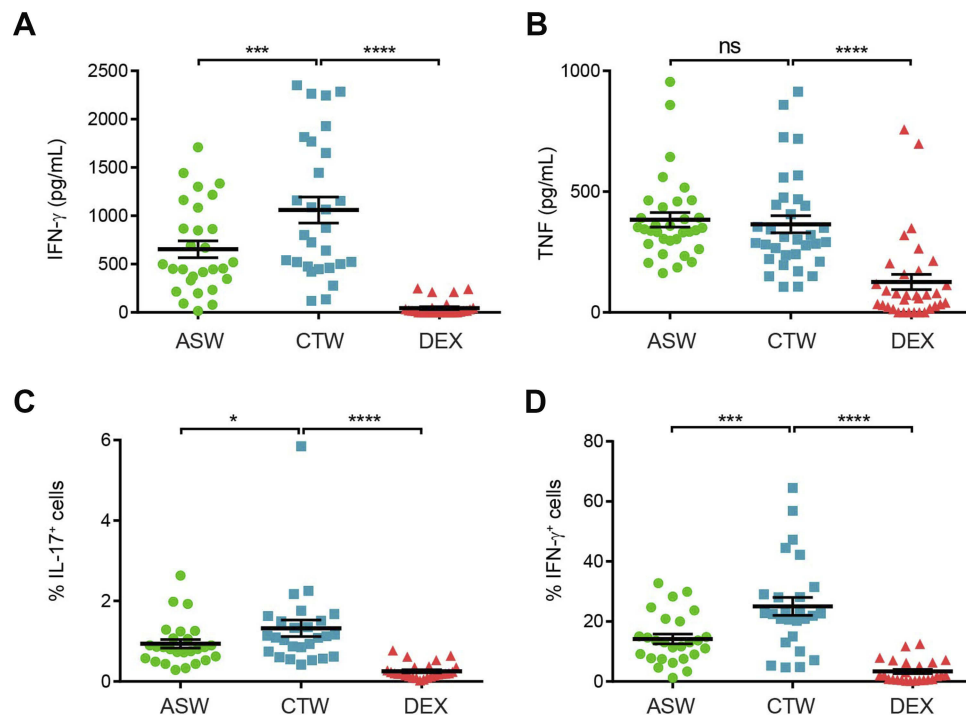 A
*** ****
IFN-γ (pg/mL)
2500
2000
1500
1000
500
0
ASW CTW DEX
B
ns ****
TNF (pg/mL)
1000
500
0
ASW CTW DEX
C
* ****
% IL-17⁺ cells
6
4
2
0
ASW CTW DEX
D
*** ****
% IFN-γ⁺ cells
80
60
40
20
0
ASW CTW DEX